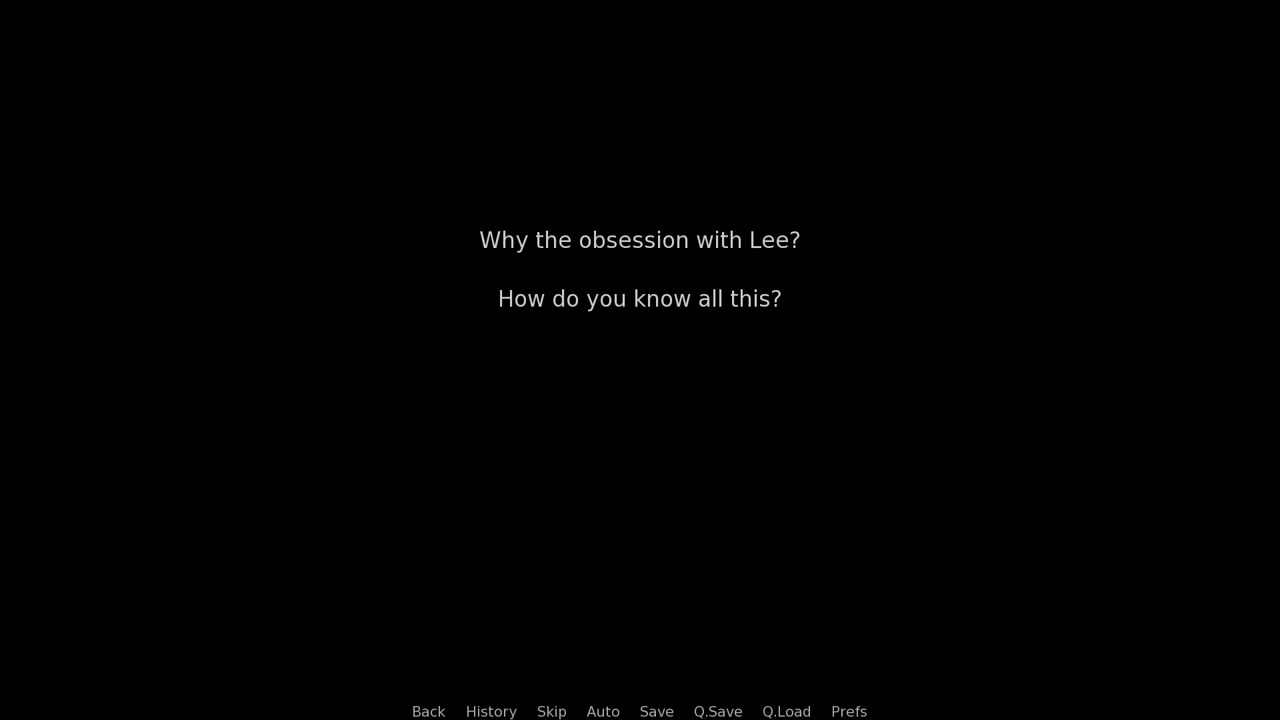 Why the obsession with Lee?
How do you know all this?
Back History Skip Auto Save Q.Save Q.Load Prefs